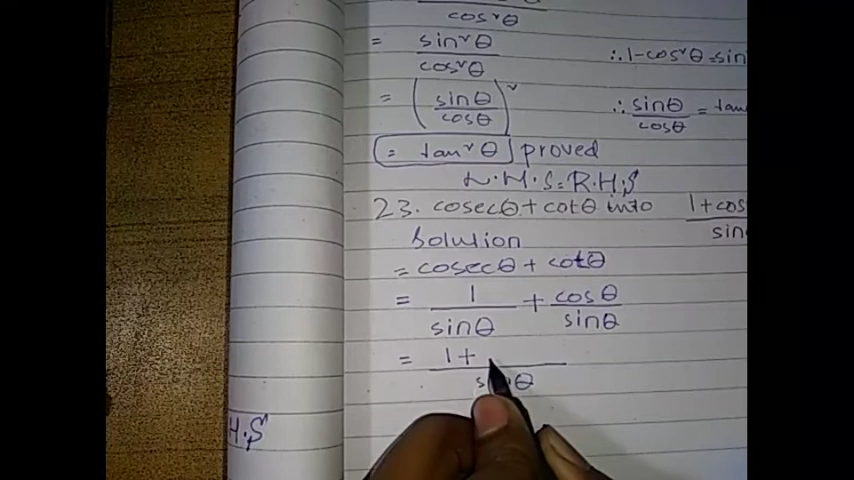 cos²θ
= sin²θ / cos²θ ∴ 1-cos²θ = sin
= (sinθ / cosθ)² ∴ sinθ / cosθ = tan
= tan²θ proved
L.H.S = R.H.S
23. cosecθ + cotθ into 1 + cos / sin
Solution
= cosecθ + cotθ
= 1 / sinθ + cosθ / sinθ
= 1 + / sinθ
H.S